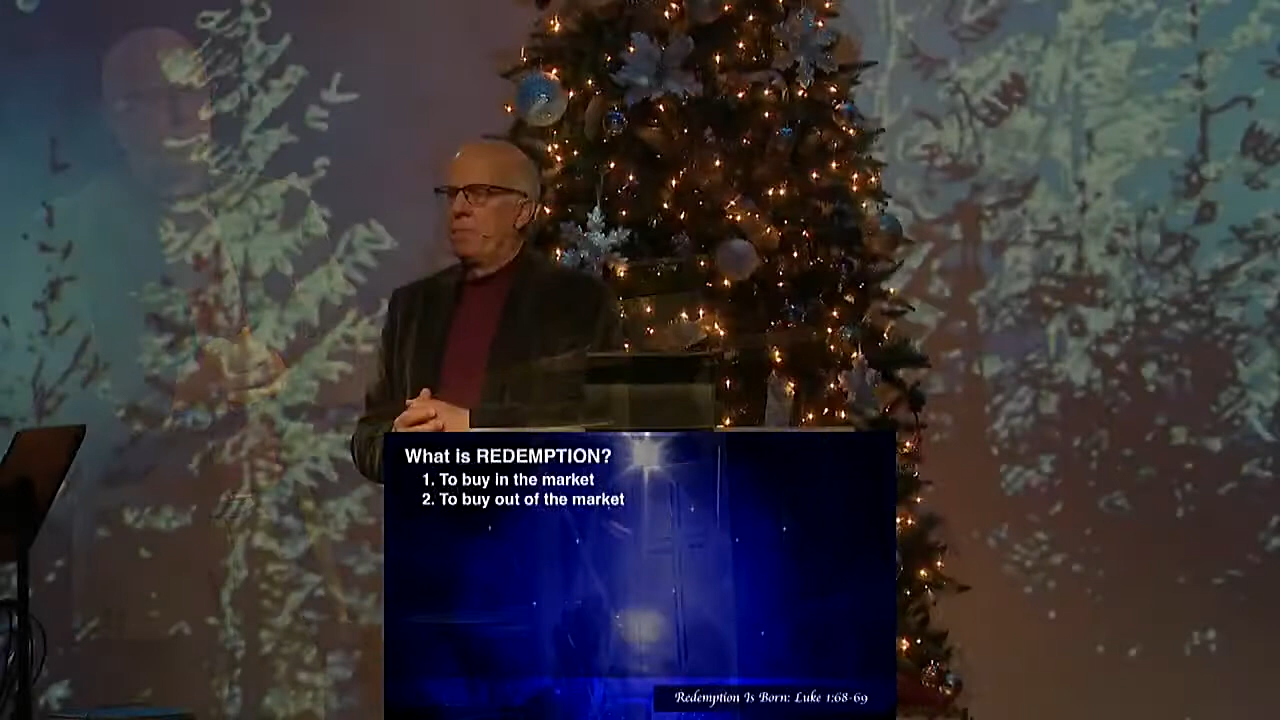 What is REDEMPTION?
1. To buy in the market
2. To buy out of the market
Redemption Is Born: Luke 1:68-69